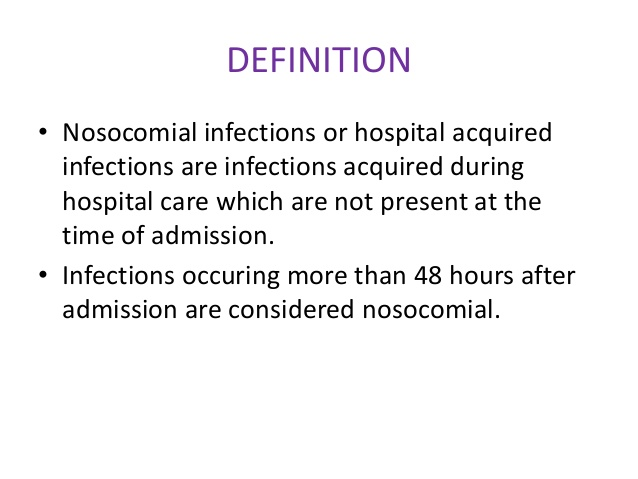 DEFINITION
• Nosocomial infections or hospital acquired
infections are infections acquired during
hospital care which are not present at the
time of admission.
• Infections occuring more than 48 hours after
admission are considered nosocomial.